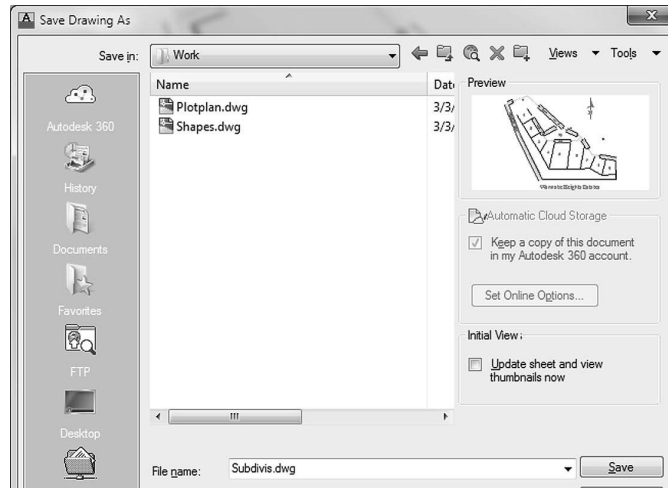 Save Drawing As
Save in: Work Views Tools
Autodesk 360
History
Documents
Favorites
FTP
Desktop
Name Date
Plotplan.dwg 3/3/
Shapes.dwg 3/3/
Preview
Automatic Cloud Storage
Keep a copy of this document
in my Autodesk 360 account.
Set Online Options...
Initial View:
Update sheet and view
thumbnails now
File name: Subdivis.dwg Save